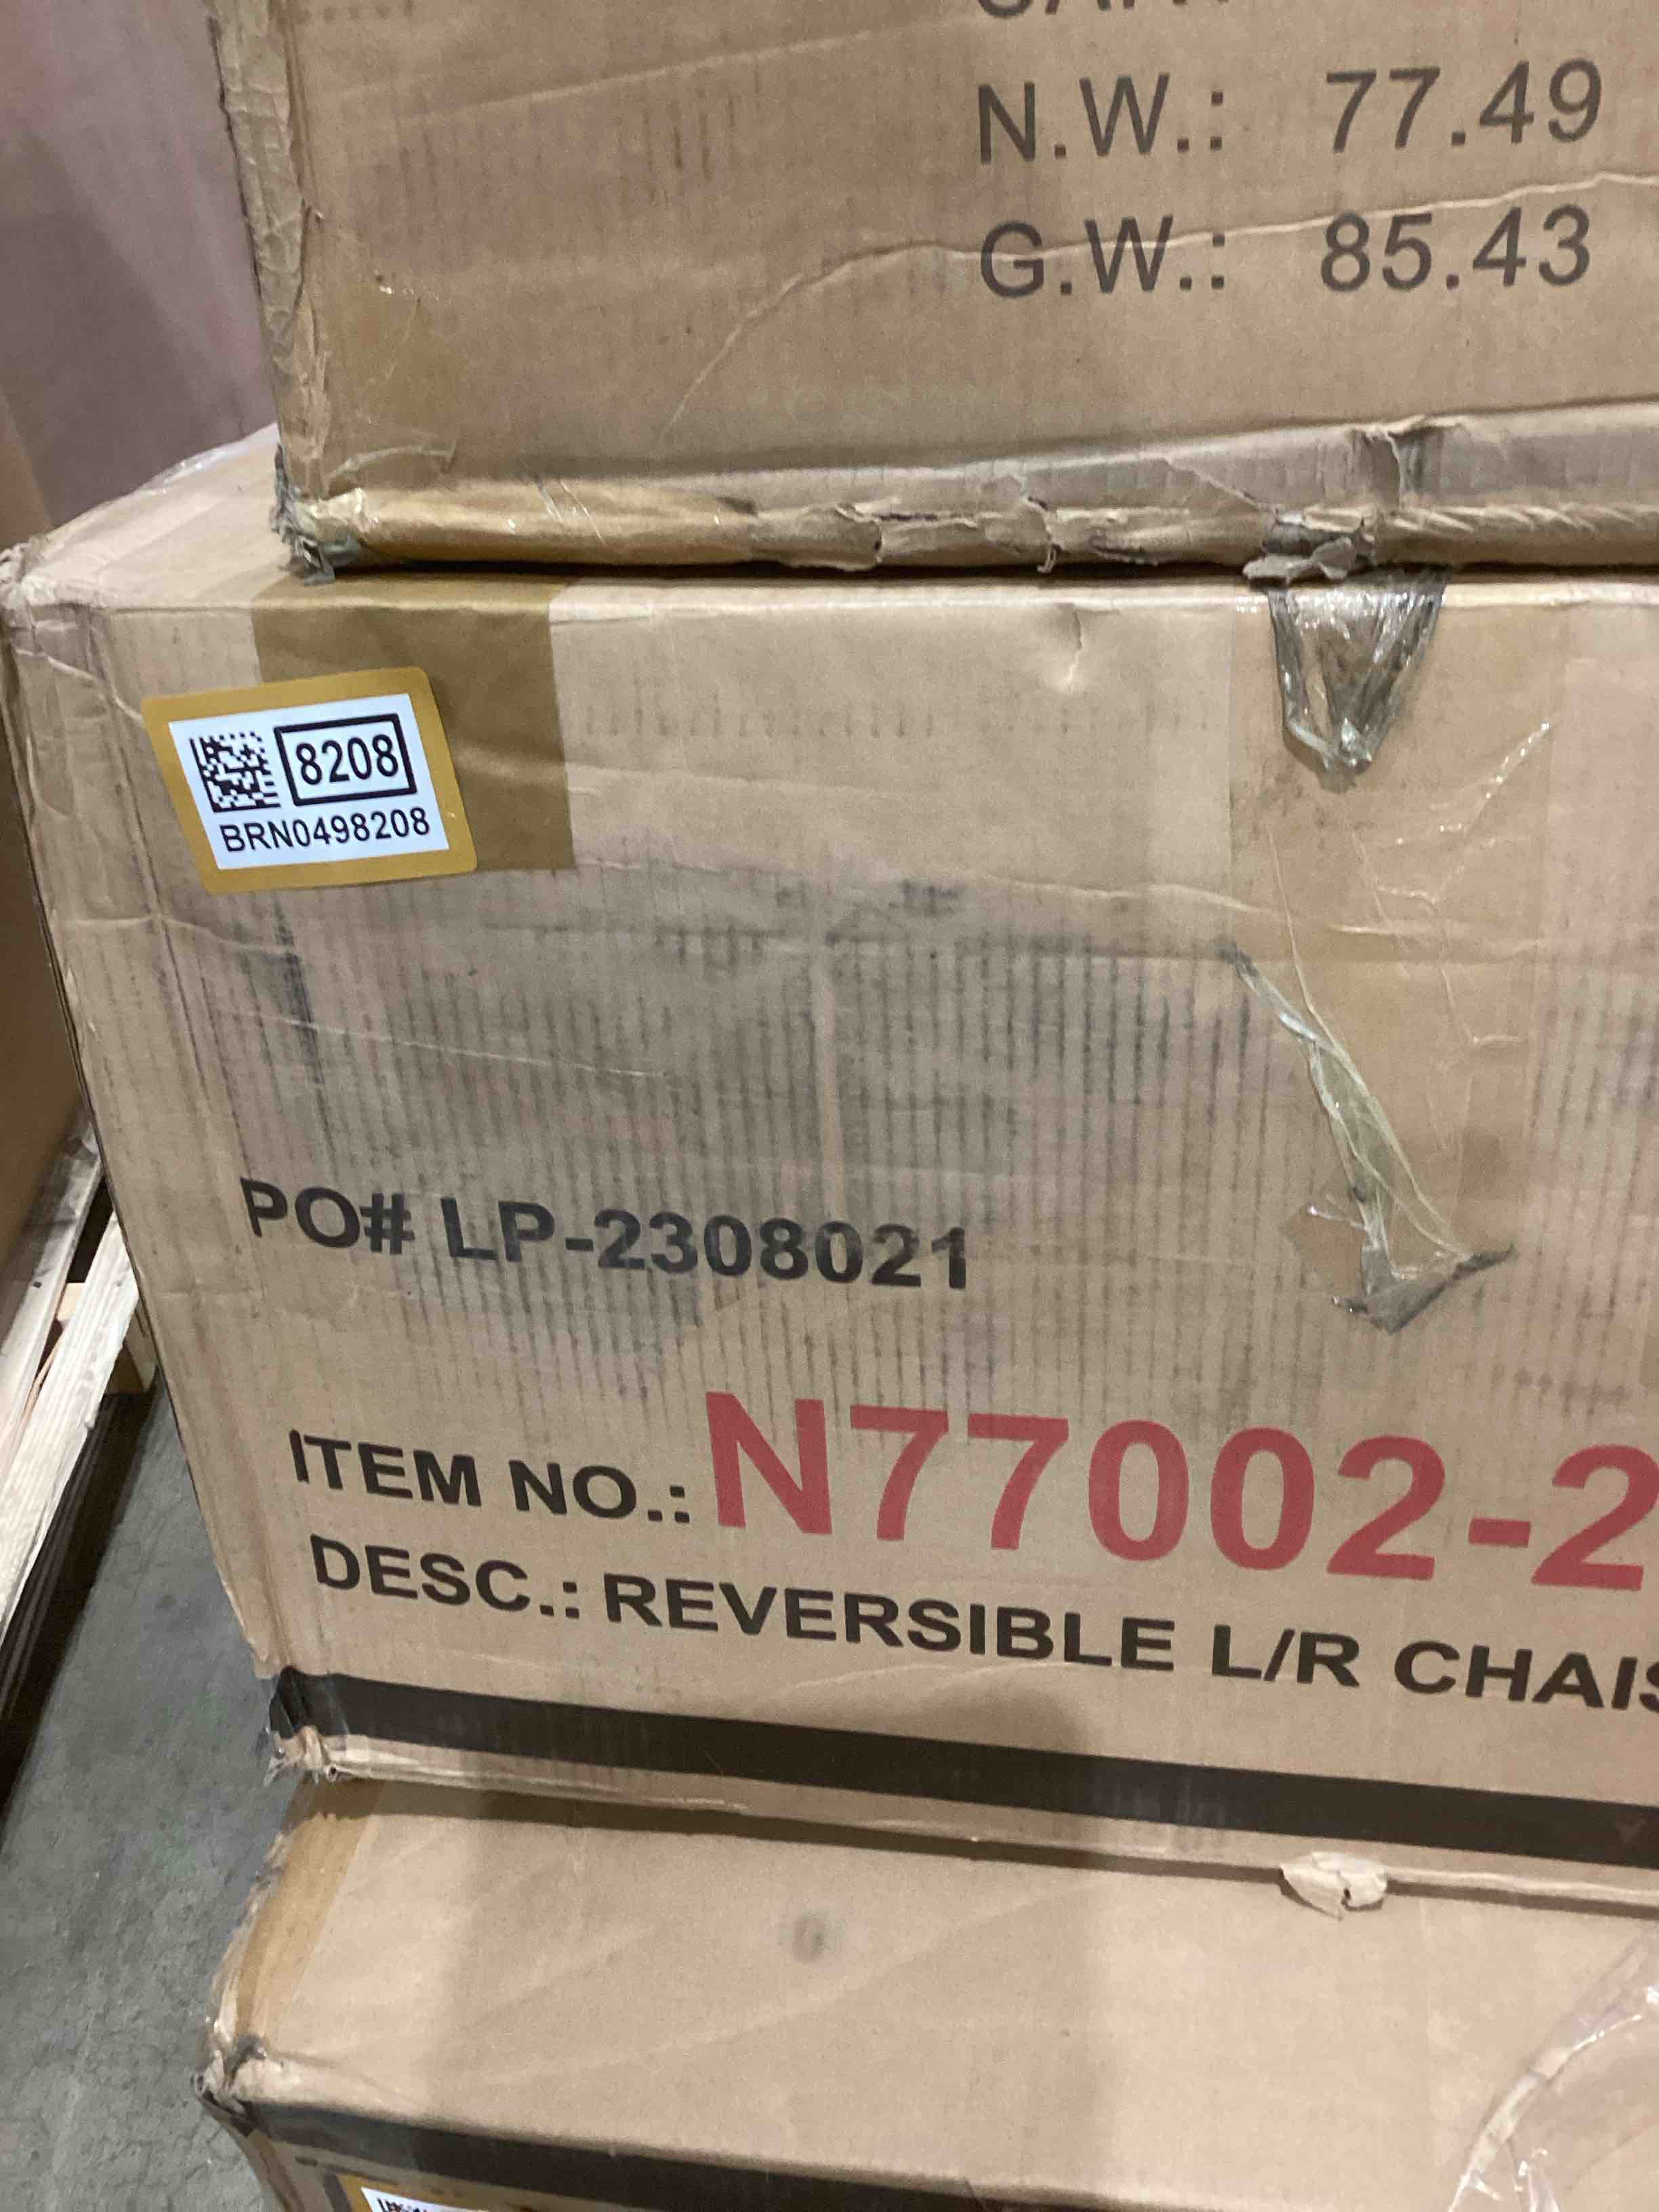 N.W.: 77.49
G.W.: 85.43
8208
BRN0498208
PO# LP-2308021
ITEM NO.: N77002-2
DESC.: REVERSIBLE L/R CHAIS